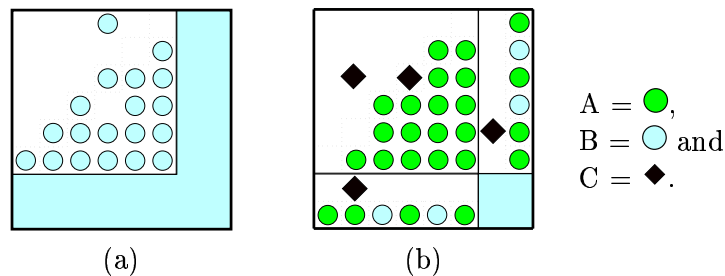 A = ,
B = and
C = .
(a) (b)